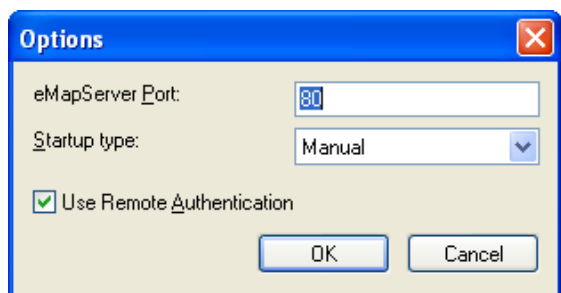 Options
eMapServer Port: 80
Startup type: Manual
Use Remote Authentication
OK Cancel